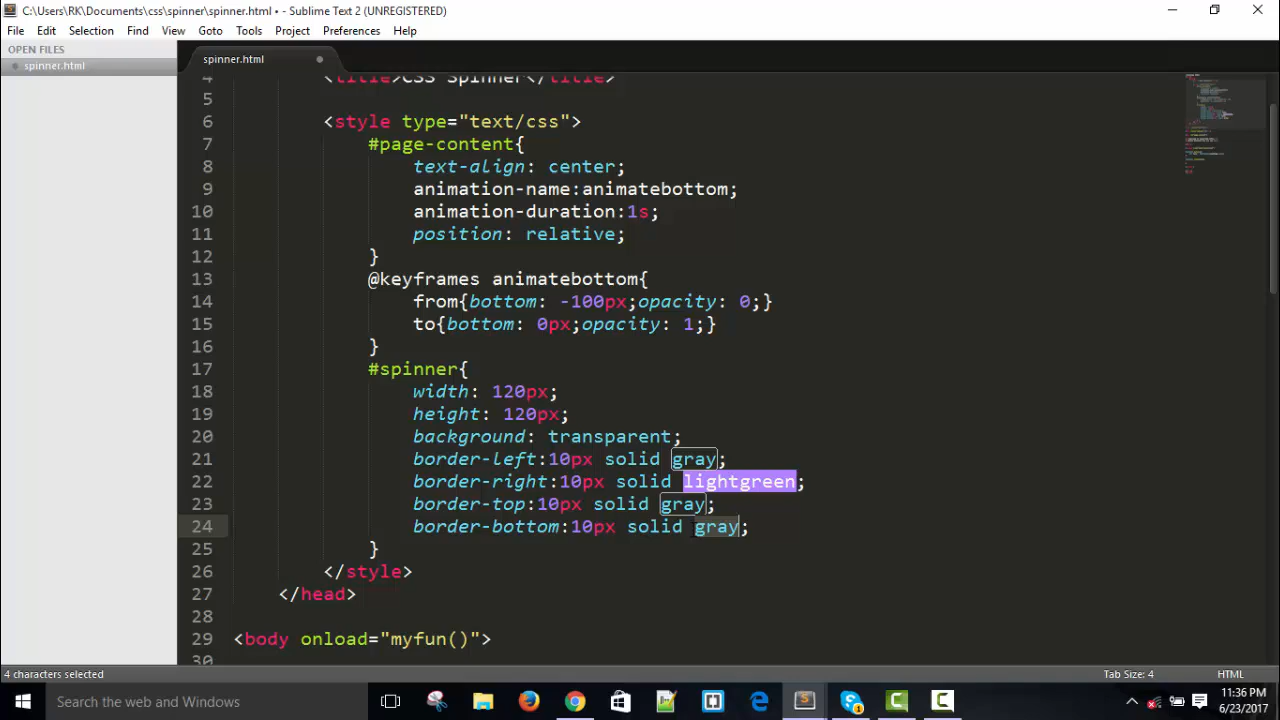 C:\Users\RK\Documents\css\spinner\spinner.html • - Sublime Text 2 (UNREGISTERED)
File Edit Selection Find View Goto Tools Project Preferences Help
OPEN FILES
spinner.html
spinner.html
4 <title>CSS Spinner</title>
5
6 <style type="text/css">
7 #page-content{
8 text-align: center;
9 animation-name:animatebottom;
10 animation-duration:1s;
11 position: relative;
12 }
13 @keyframes animatebottom{
14 from{bottom: -100px;opacity: 0;}
15 to{bottom: 0px;opacity: 1;}
16 }
17 #spinner{
18 width: 120px;
19 height: 120px;
20 background: transparent;
21 border-left:10px solid gray;
22 border-right:10px solid lightgreen;
23 border-top:10px solid gray;
24 border-bottom:10px solid gray;
25 }
26 </style>
27 </head>
28
29 <body onload="myfun()">
30
4 characters selected
Tab Size: 4
HTML
Search the web and Windows
11:36 PM
6/23/2017